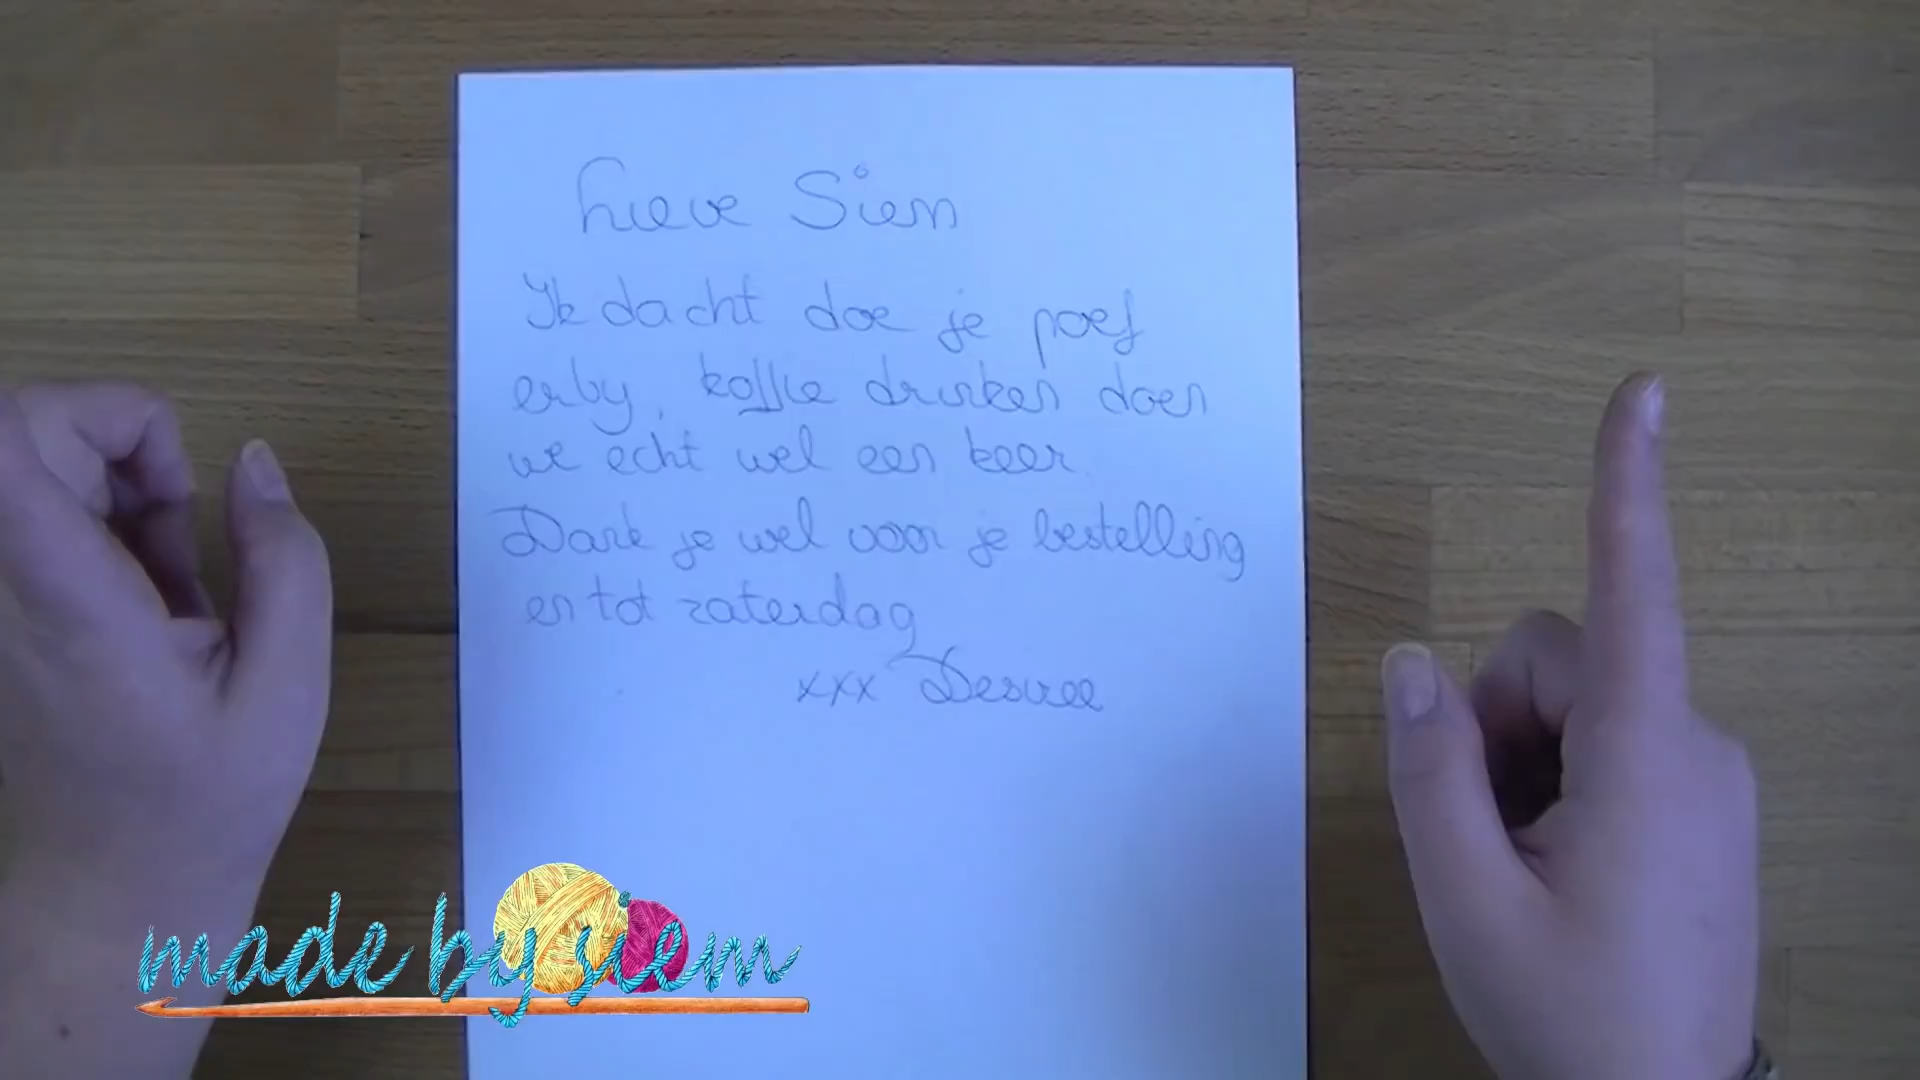 Lieve Siem
Ik dacht doe je poef
erby, koffie drinken doen
we echt wel een keer
Dank je wel voor je bestelling
en tot zaterdag
xxx Desiree
made by siem